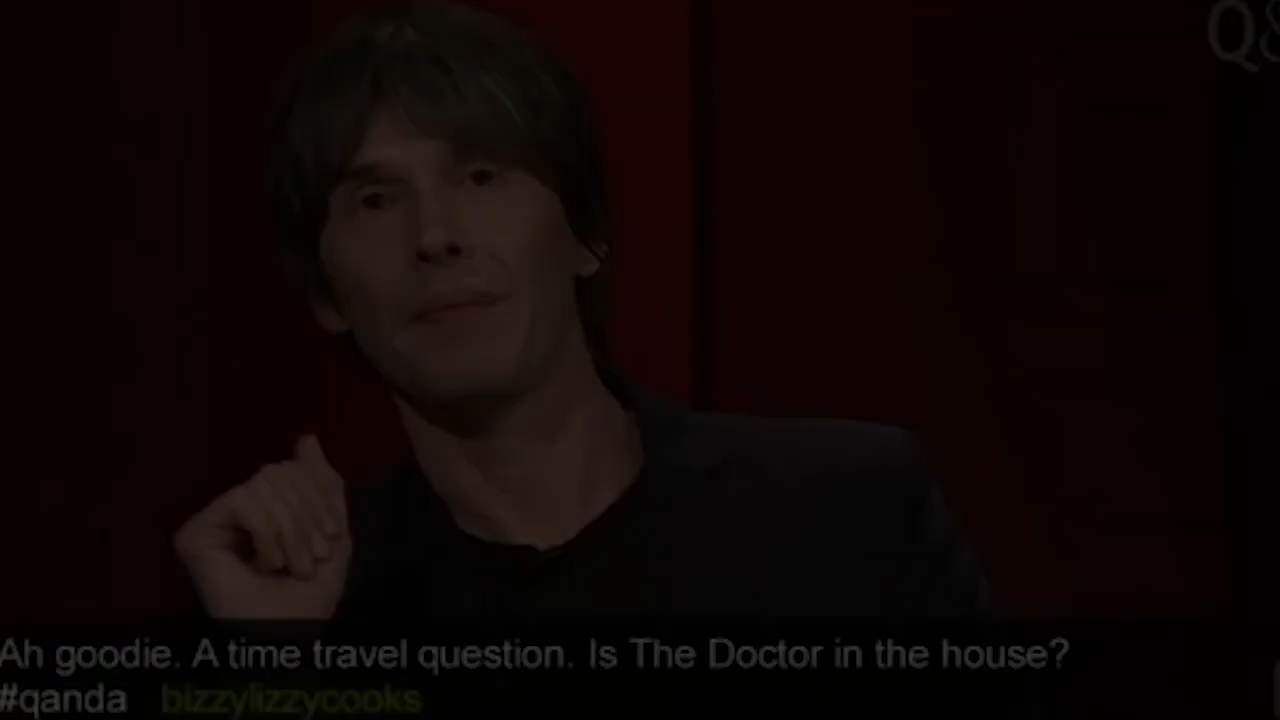 Q&
Ah goodie. A time travel question. Is The Doctor in the house?
#qanda bizzylizzycooks